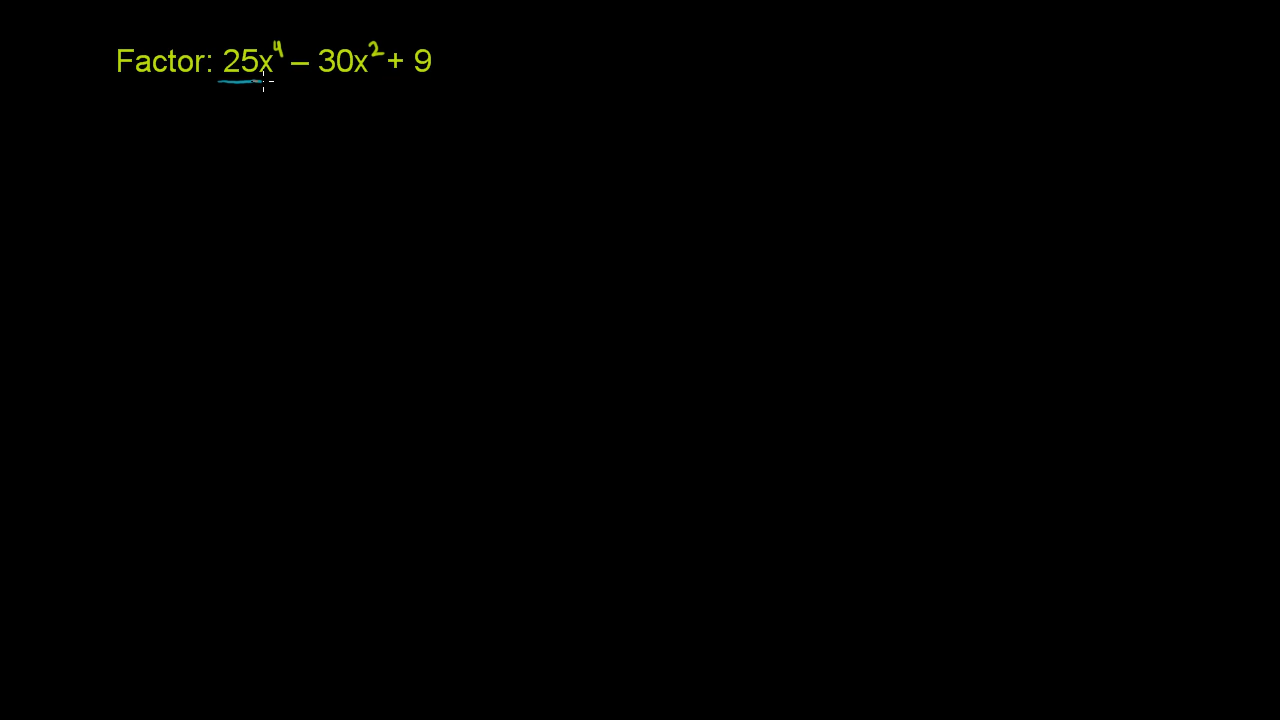 Factor: 25x⁴ – 30x² + 9